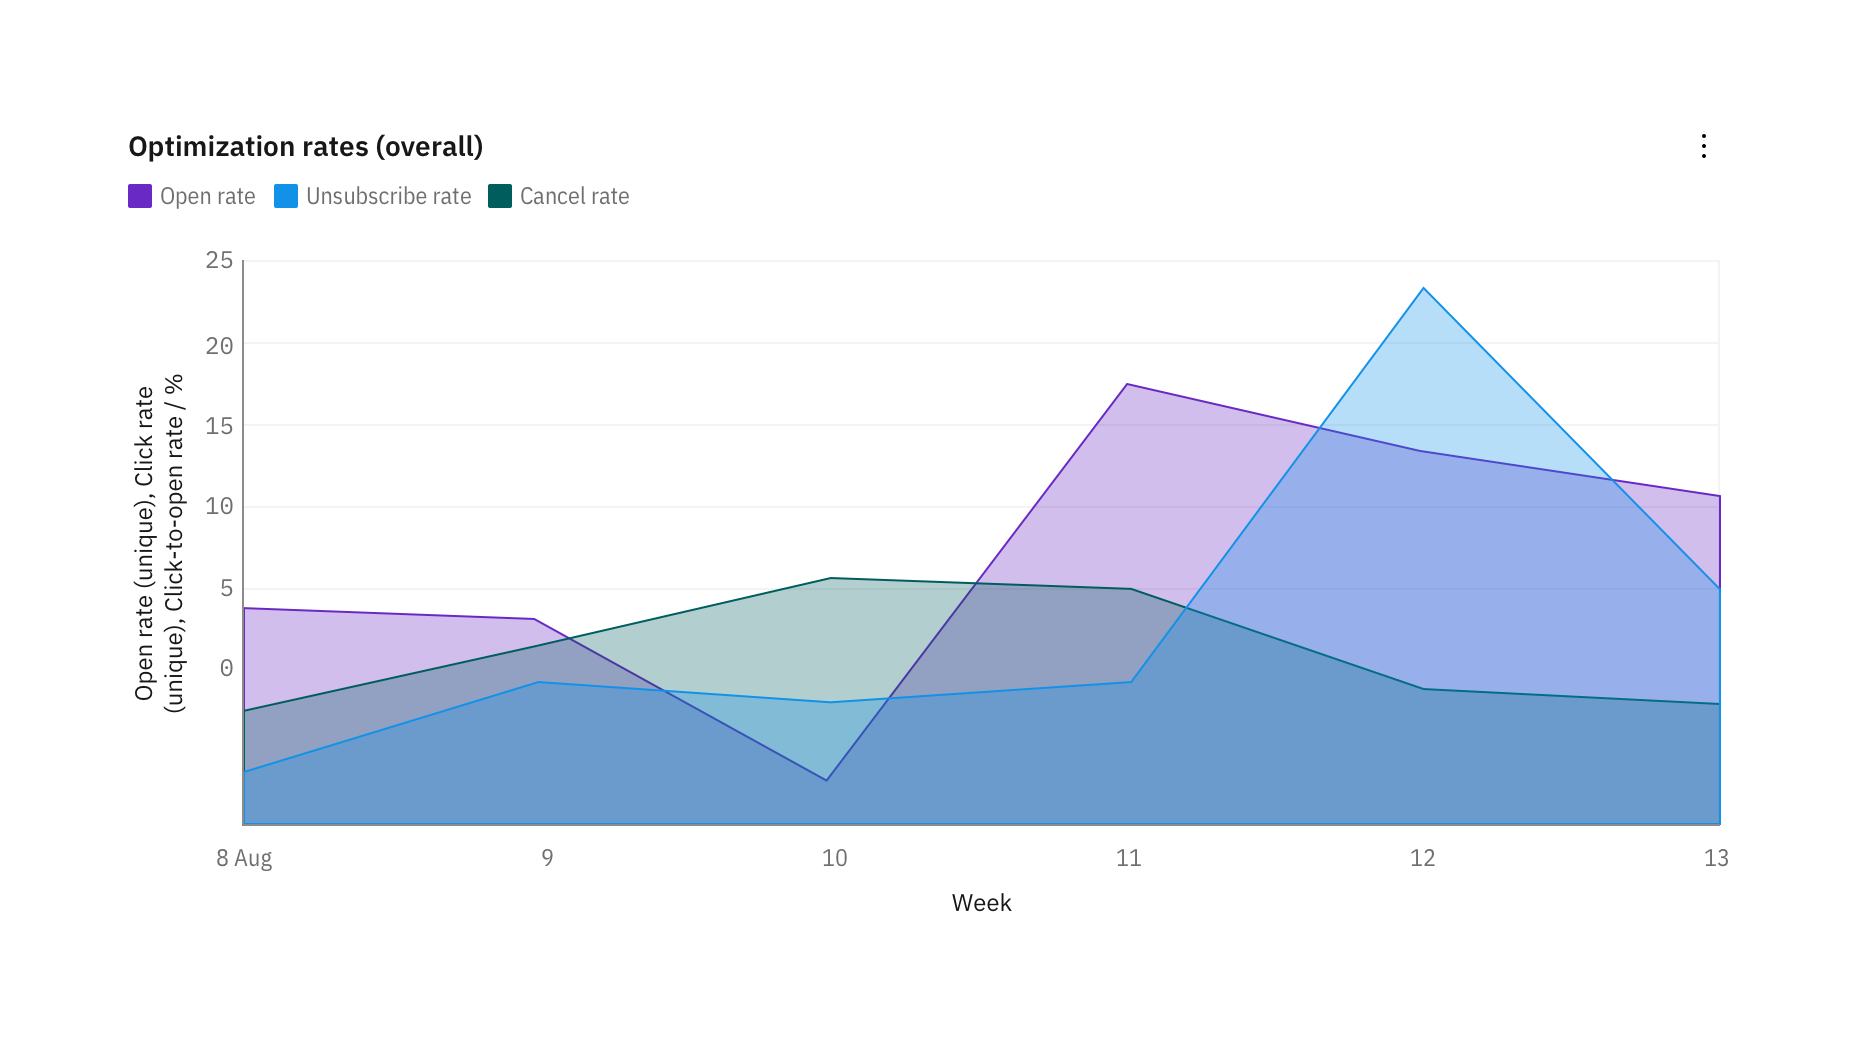 Optimization rates (overall)
Open rate
Unsubscribe rate
Cancel rate
25
20
15
10
5
0
Open rate (unique), Click rate
(unique), Click-to-open rate / %
8 Aug
9
10
11
12
13
Week